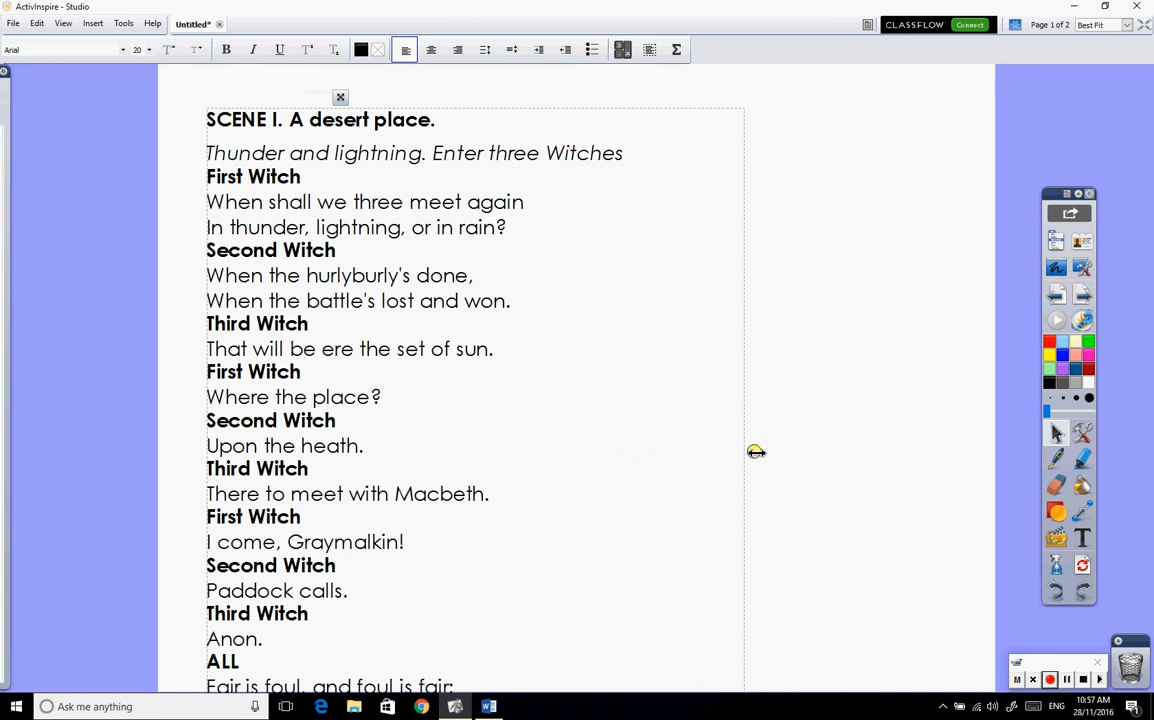 ActivInspire - Studio
File Edit View Insert Tools Help Untitled* CLASSFLOW Connect Page 1 of 2 Best Fit
Arial 20 B I U T T Σ
SCENE I. A desert place.
Thunder and lightning. Enter three Witches
First Witch
When shall we three meet again
In thunder, lightning, or in rain?
Second Witch
When the hurlyburly's done,
When the battle's lost and won.
Third Witch
That will be ere the set of sun.
First Witch
Where the place?
Second Witch
Upon the heath.
Third Witch
There to meet with Macbeth.
First Witch
I come, Graymalkin!
Second Witch
Paddock calls.
Third Witch
Anon.
ALL
Fair is foul, and foul is fair:
T
M
Ask me anything
ENG
10:57 AM
28/11/2016